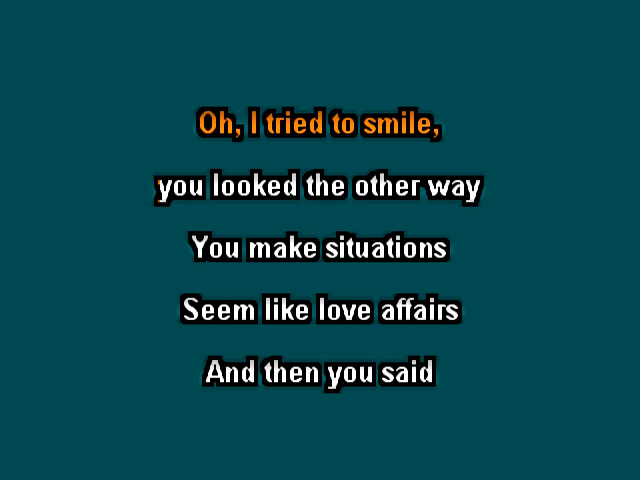 Oh, I tried to smile,
you looked the other way
You make situations
Seem like love affairs
And then you said